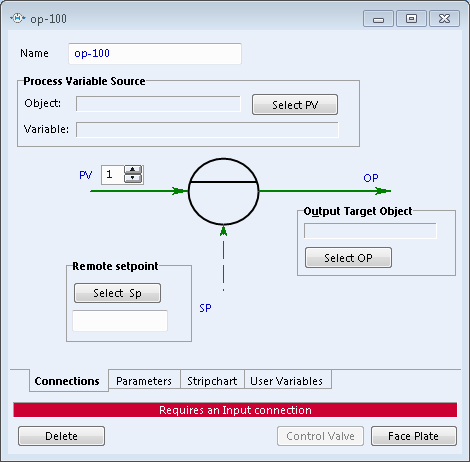 op-100
Name op-100
Process Variable Source
Object: Select PV
Variable:
PV 1 OP
Output Target Object
Select OP
Remote setpoint
Select Sp
SP
Connections Parameters Stripchart User Variables
Requires an Input connection
Delete Control Valve Face Plate